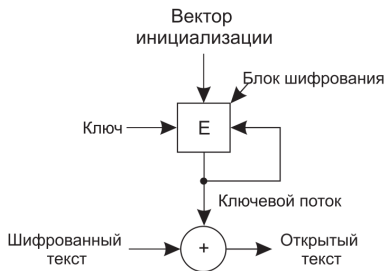 Вектор
инициализации
Блок шифрования
Ключ
E
Ключевой поток
Шифрованный
текст
+
Открытый
текст